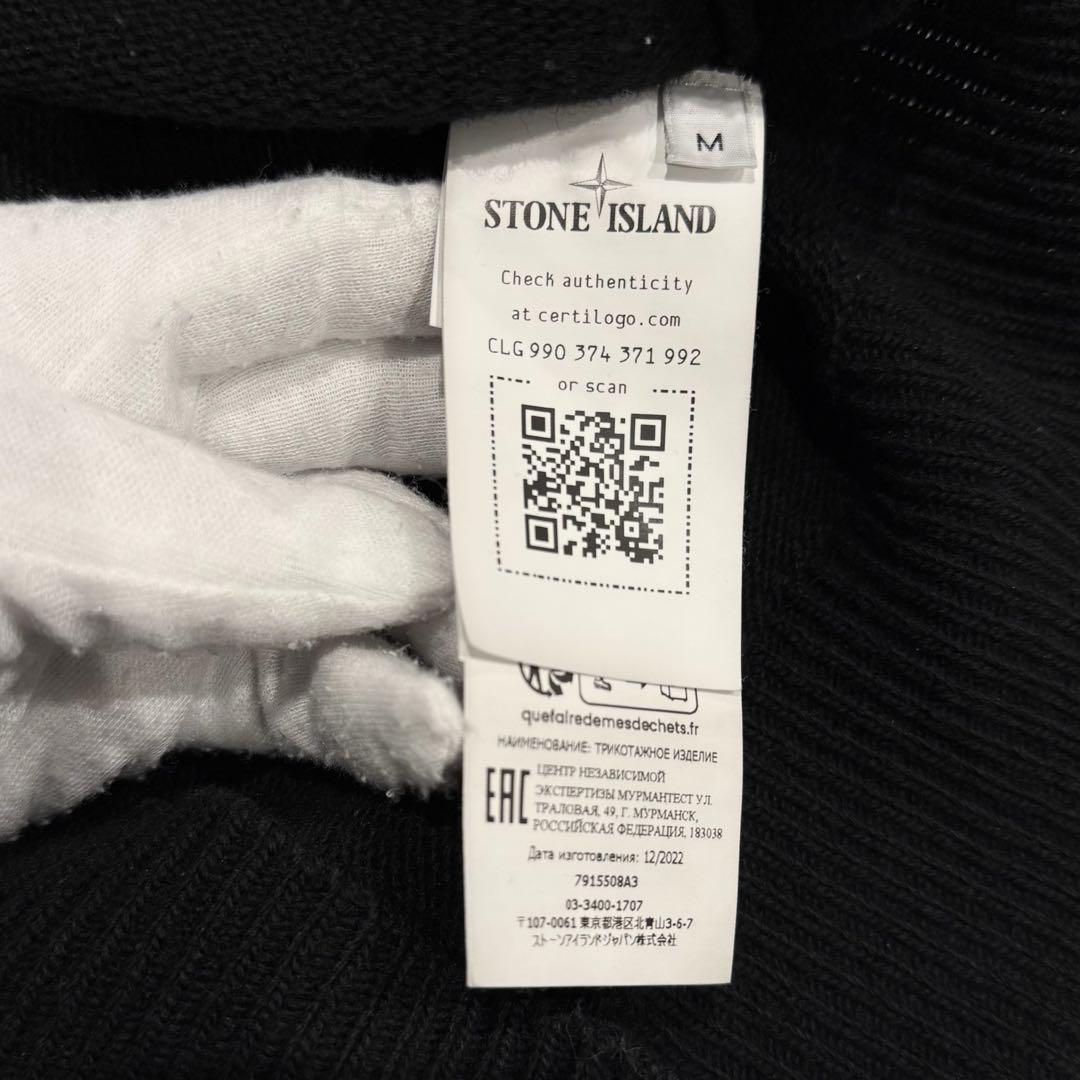 M
STONE ISLAND
Check authenticity
at certilogo.com
CLG 990 374 371 992
or scan
quefairedemesdechets.fr
НАИМЕНОВАНИЕ: ТРИКОТАЖНОЕ ИЗДЕЛИЕ
EAC
ЦЕНТР НЕЗАВИСИМОЙ
ЭКСПЕРТИЗЫ МУРМАНТЕСТ УЛ.
ТРАЛОВАЯ, 49, Г. МУРМАНСК,
РОССИЙСКАЯ ФЕДЕРАЦИЯ, 183038
Дата изготовления: 12/2022
7915508A3
03-3400-1707
〒107-0061 東京都港区北青山3-6-7
ストーンアイランドジャパン株式会社